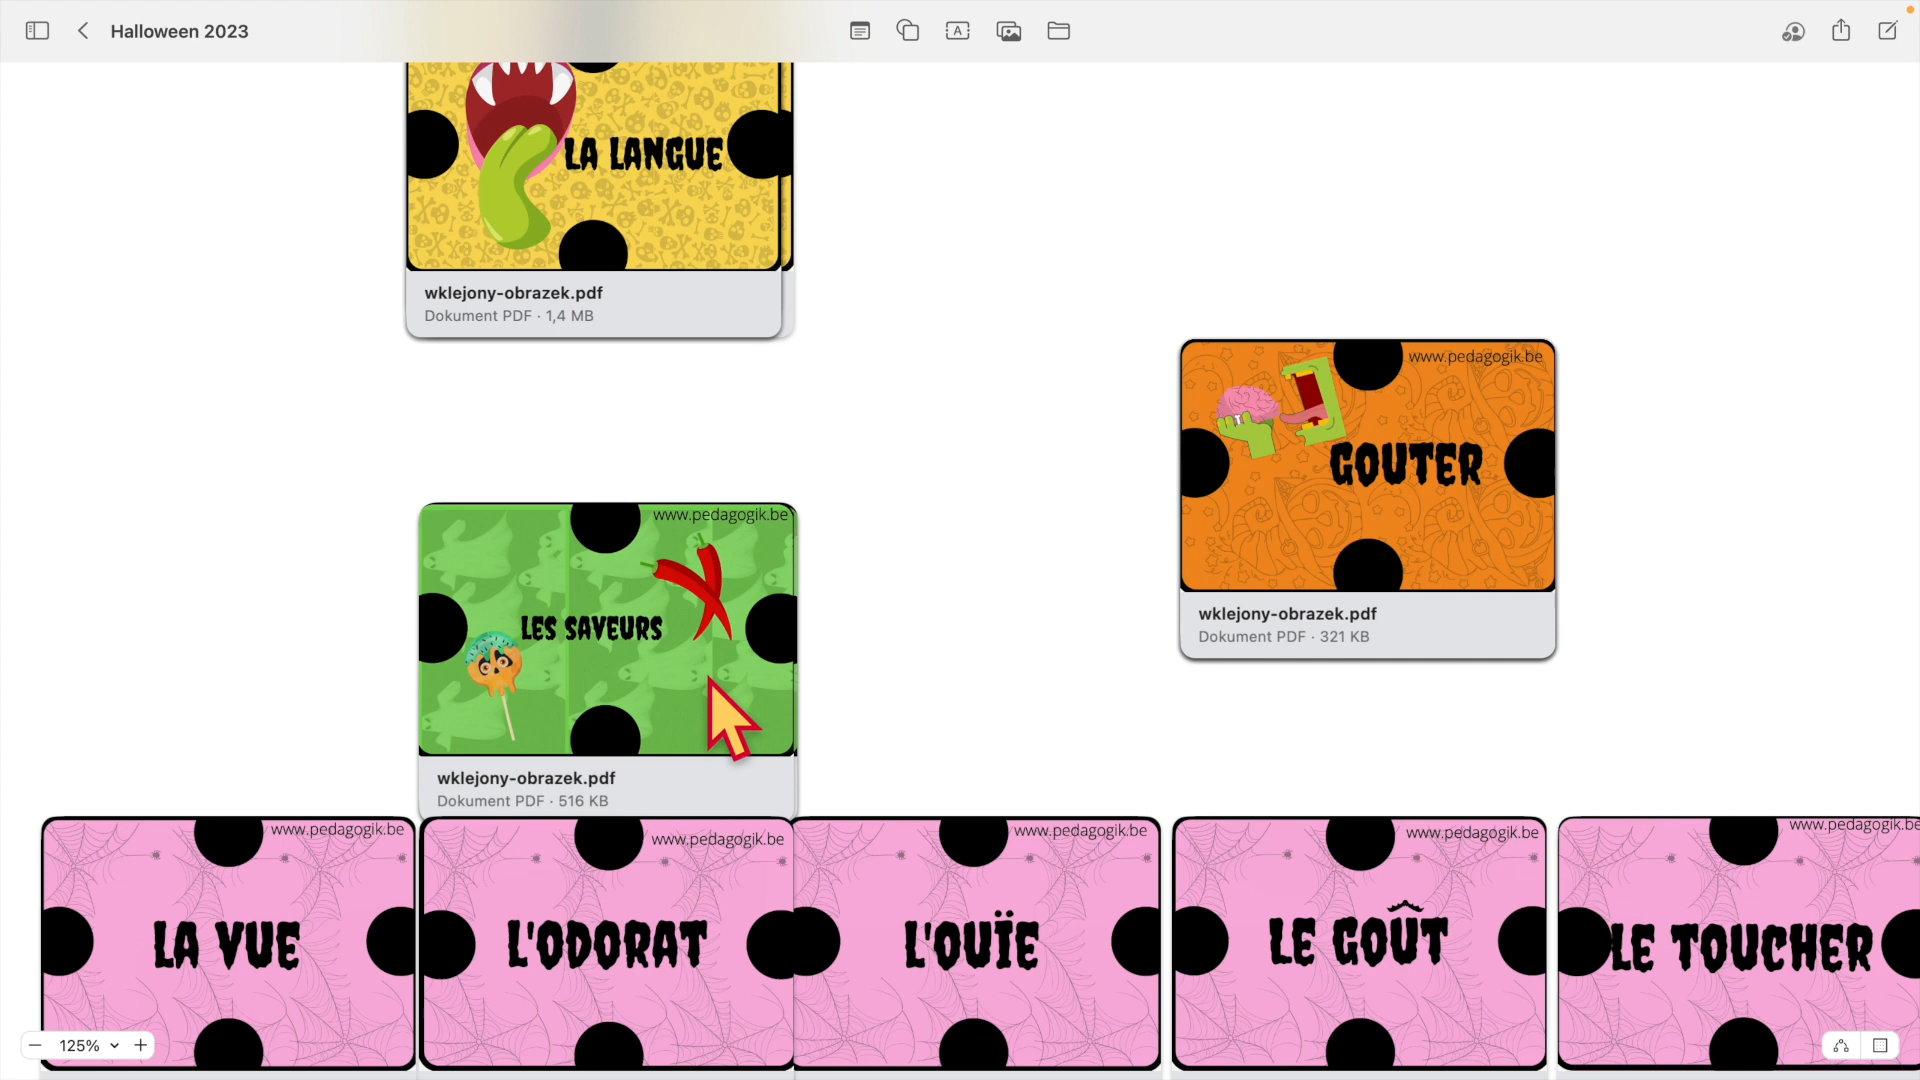 Halloween 2023
LA LANGUE
wklejony-obrazek.pdf
Dokument PDF · 1,4 MB
www.pedagogik.be
GOUTER
wklejony-obrazek.pdf
Dokument PDF · 321 KB
www.pedagogik.be
LES SAVEURS
wklejony-obrazek.pdf
Dokument PDF · 516 KB
www.pedagogik.be
LA VUE
www.pedagogik.be
L'ODORAT
www.pedagogik.be
L'OUÏE
www.pedagogik.be
LE GOÛT
www.pedagogik.be
LE TOUCHER
125%